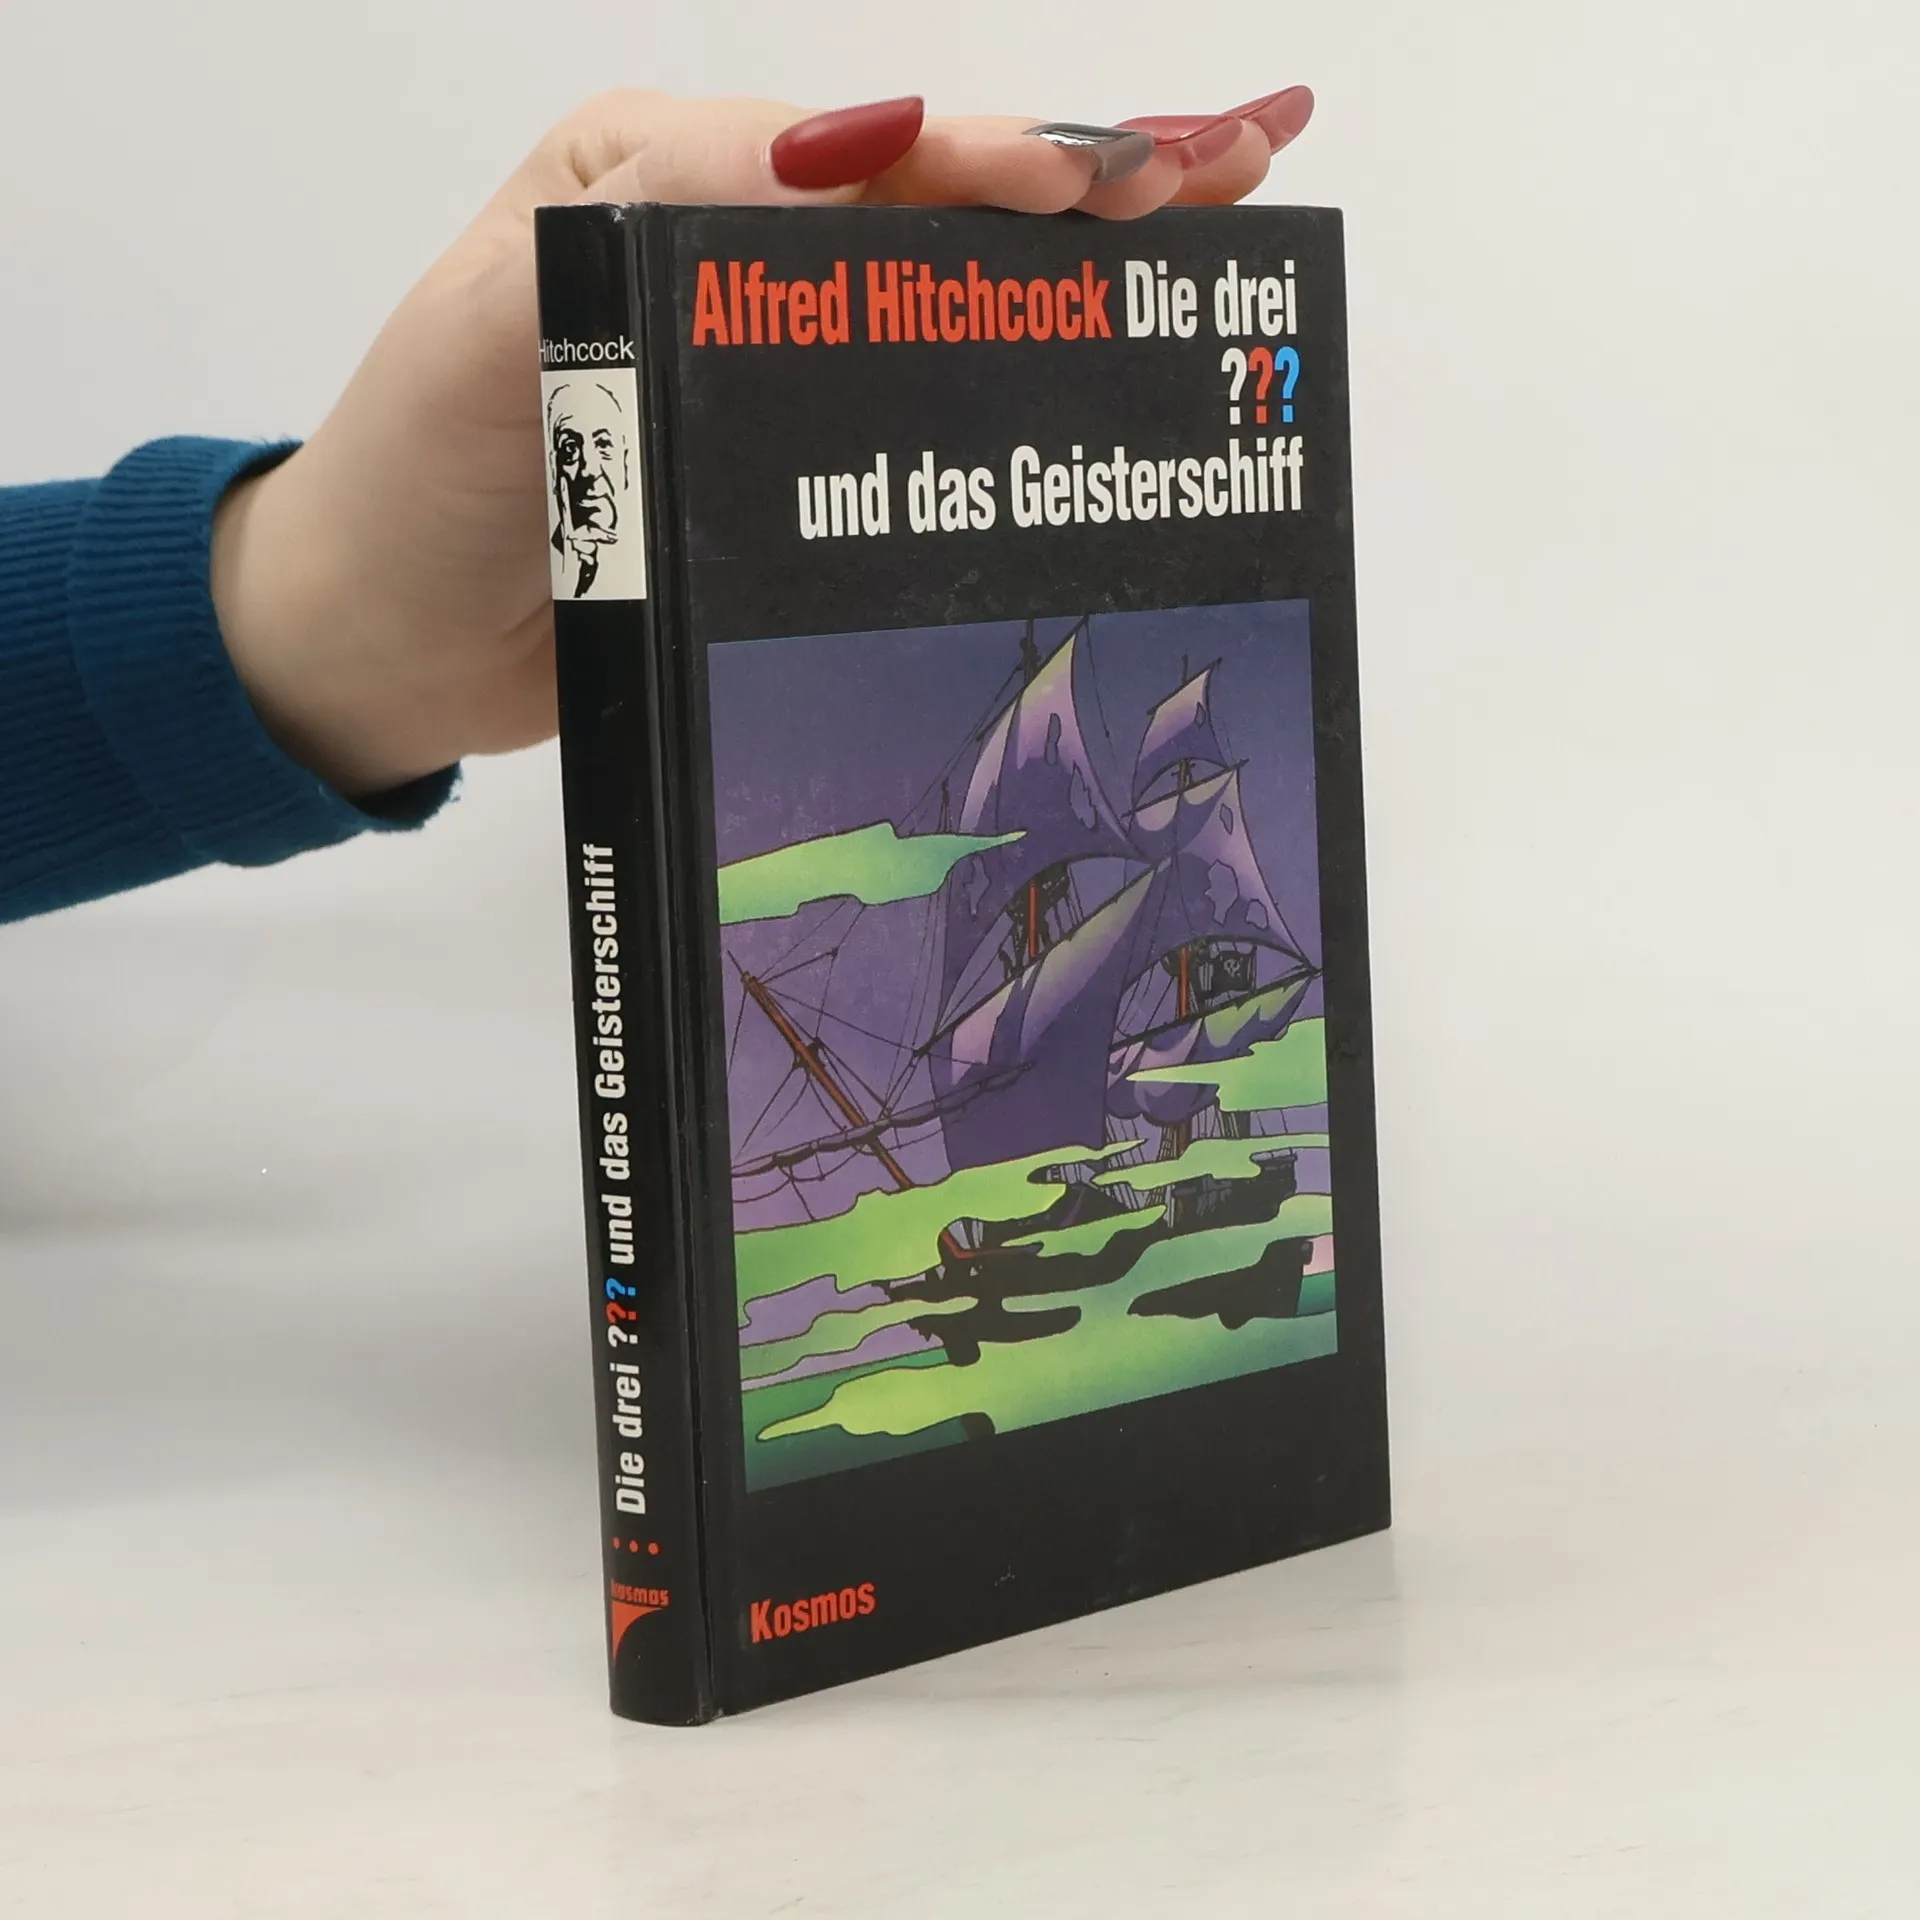 Alfred Hitchcock Die drei
???
und das Geisterschiff
Kosmos
Hitchcock
Die drei ??? und das Geisterschiff
kosmos